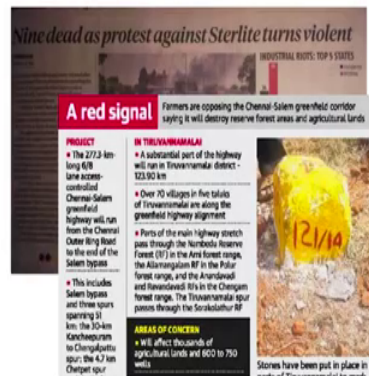 Nine dead as protest against Sterlite turns violent
INDUSTRIAL RIOTS: TOP 5 STATES
A red signal
Farmers are opposing the Chennai-Salem greenfield corridor
saying it will destroy reserve forest areas and agricultural lands
PROJECT
• The 277.3-km-
long 6/8
lane access-
controlled
Chennai-Salem
greenfield
highway will run
from the Chennai
Outer Ring Road
to the end of the
Salem bypass
• This includes
Salem bypass
and three spurs
spanning 51
km: the 30-km
Kancheepuram
to Chengalpattu
spur; the 4.7 km
Chetpet spur
IN TIRUVANNAMALAI
• A substantial part of the highway
will run in Tiruvannamalai district -
123.90 km
• Over 70 villages in five taluks
of Tiruvannamalai are along the
greenfield highway alignment
• Parts of the main highway stretch
pass through the Nambedu Reserve
Forest (RF) in the Arni forest range,
the Allamangalam RF in the Polur
forest range, and the Anandavadi
and Ravandavadi RFs in the Chengam
forest range. The Tiruvannamalai spur
passes through the Sorakolathur RF
AREAS OF CONCERN
• Will affect thousands of
agricultural lands and 600 to 750
wells
121/14
Stones have been put in place in
parts of Tiruvannamalai to mark